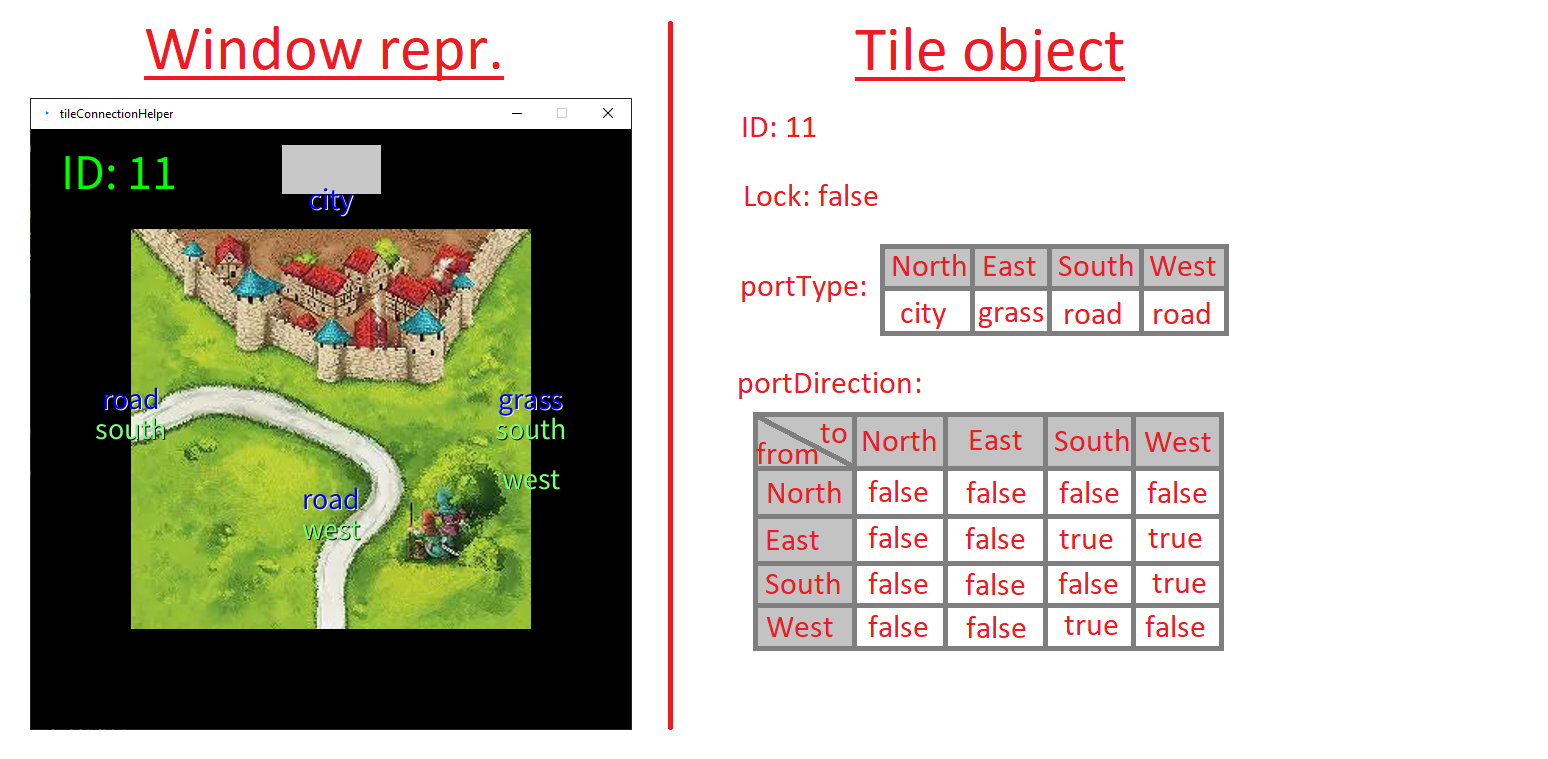 Window repr.
tileConnectionHelper
ID: 11
city
road
south
grass
south
west
road
west
Tile object
ID: 11
Lock: false
portType:
North East South West
city grass road road
portDirection:
from to North East South West
North false false false false
East false false true true
South false false false true
West false false true false